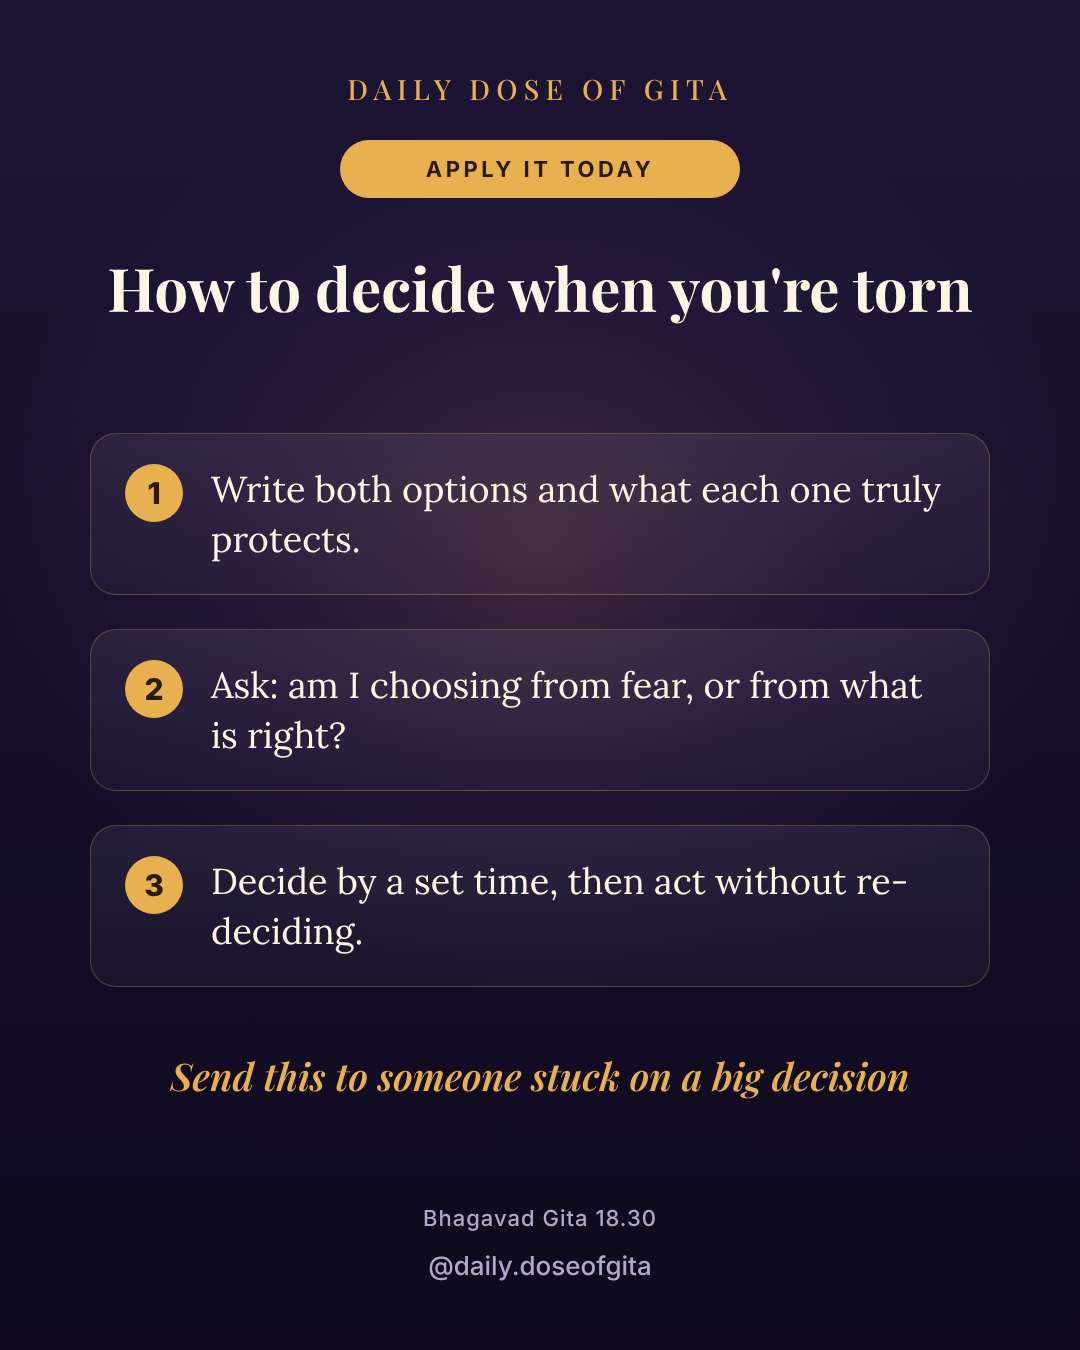 DAILY DOSE OF GITA
APPLY IT TODAY
How to decide when you're torn
1
Write both options and what each one truly
protects.
2
Ask: am I choosing from fear, or from what
is right?
3
Decide by a set time, then act without re-
deciding.
Send this to someone stuck on a big decision
Bhagavad Gita 18.30
@daily.doseofgita